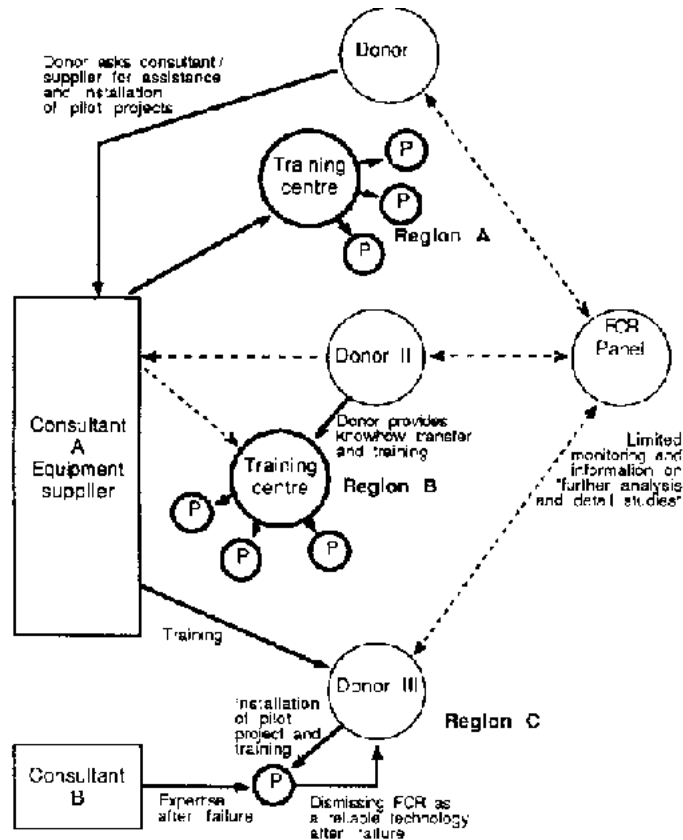 Donor
Donor asks consultant/
supplier for assistance
and installation
of pilot projects
Training
centre
P
P
P
Region A
FCR
Panel
Donor II
Donor provides
knowhow transfer
and training
Consultant
A
Equipment
supplier
Training
centre
Region B
P
P
P
Limited
monitoring and
information on
"further analysis
and detail studies"
Training
Donor III
Region C
Installation
of pilot
project and
training
Consultant
B
P
Expertise
after failure
Dismissing FCR as
a reliable technology
after failure